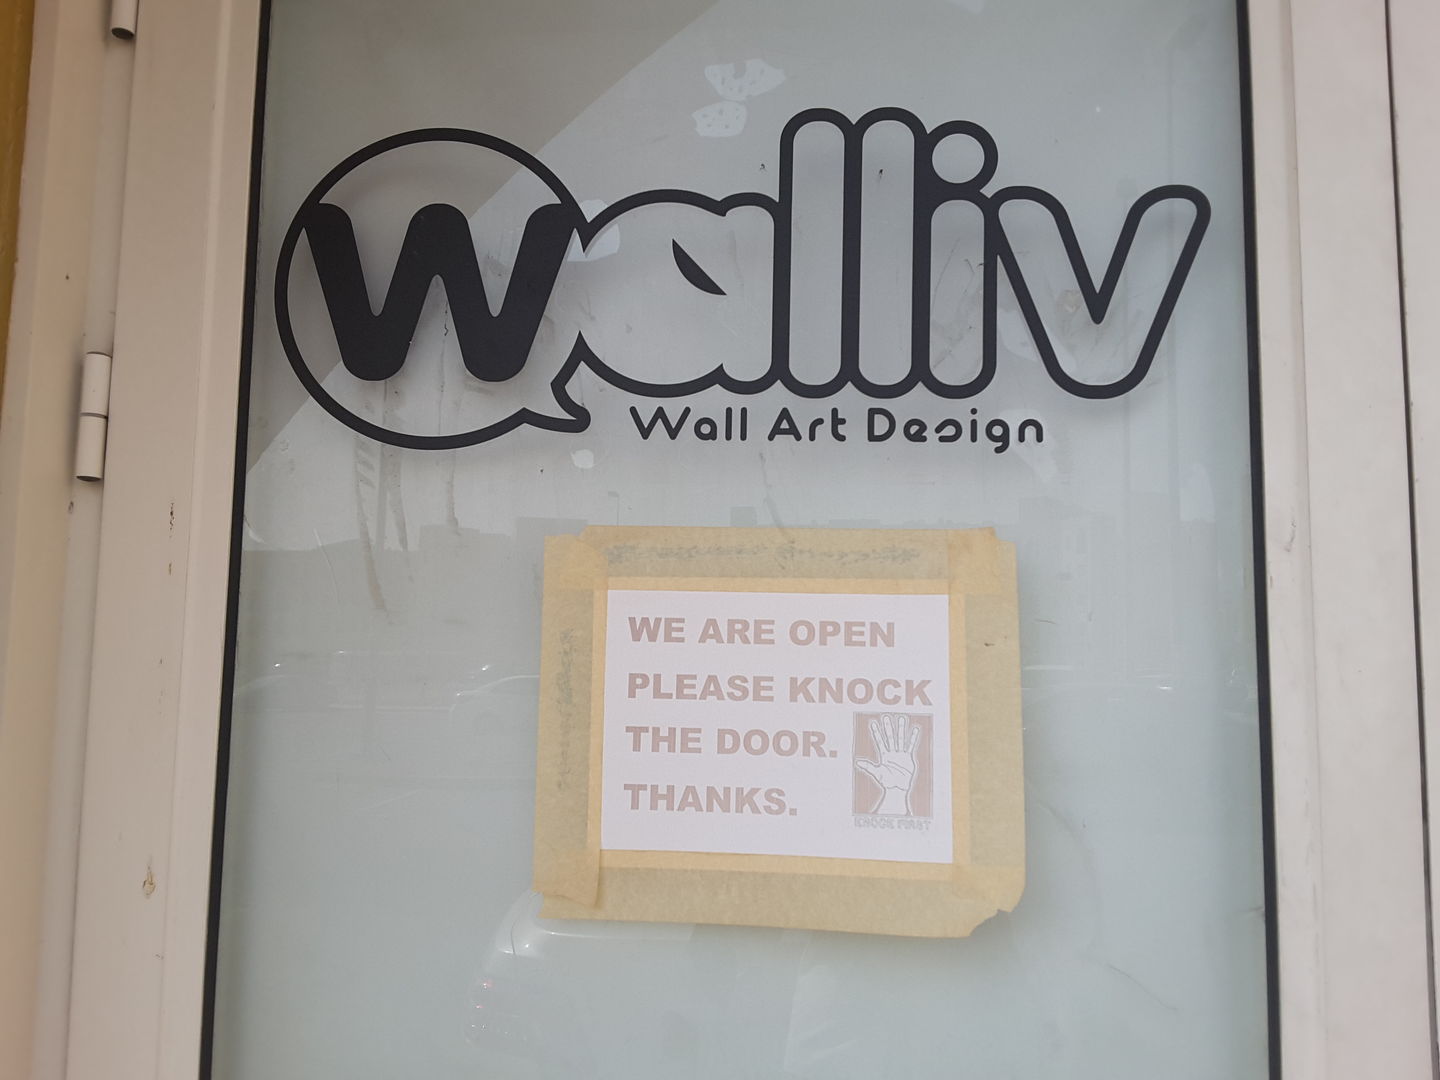 Walliv
Wall Art Design
WE ARE OPEN
PLEASE KNOCK
THE DOOR.
THANKS.
KNOCK FIRST